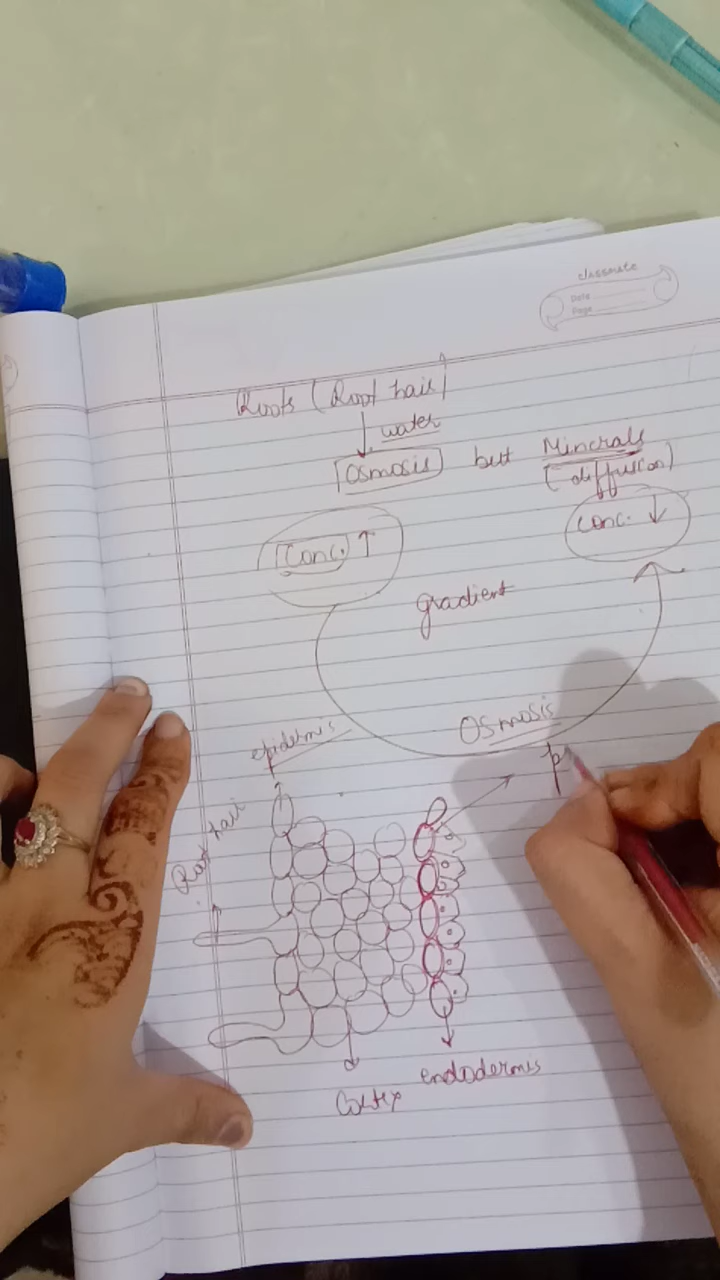 classmate
Date
Page
Roots (Root hair)
water
Osmosis but Minerals
(diffusion)
Conc. ↑
Conc. ↓
gradient
Osmosis
epidermis
p
Root hair
endodermis
Cortex